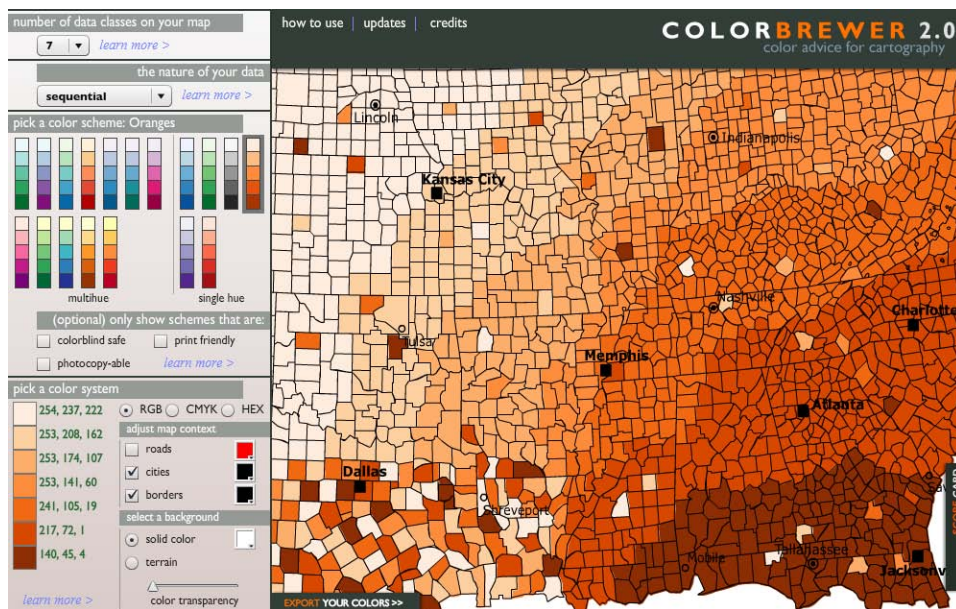 number of data classes on your map
7
learn more >
the nature of your data
sequential
learn more >
pick a color scheme: Oranges
multihue
single hue
(optional) only show schemes that are:
colorblind safe
print friendly
photocopy-able
learn more >
pick a color system
254, 237, 222
253, 208, 162
253, 174, 107
253, 141, 60
241, 105, 19
217, 72, 1
140, 45, 4
RGB
CMYK
HEX
adjust map context
roads
cities
borders
select a background
solid color
terrain
color transparency
learn more >
how to use | updates | credits
COLORBREWER 2.0
color advice for cartography
Lincoln
Indianapolis
Kansas City
Nashville
Charlotte
Tulsa
Memphis
Atlanta
Dallas
Shreveport
Mobile
Tallahassee
Jacksonv
SCORE CARD
EXPORT YOUR COLORS >>